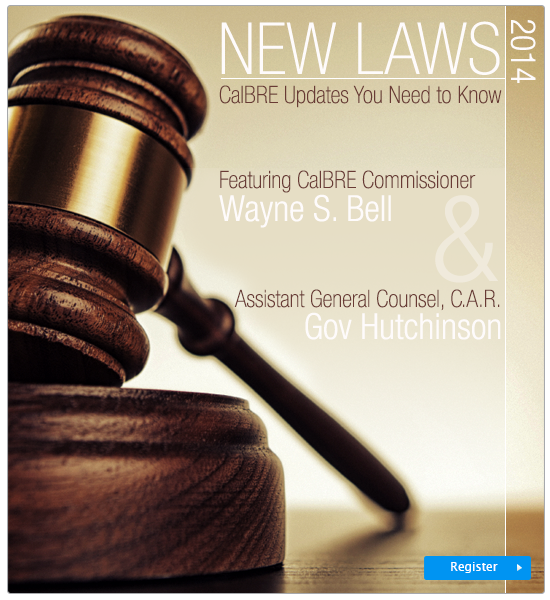 NEW LAWS
2014
CalBRE Updates You Need to Know
Featuring CalBRE Commissioner
Wayne S. Bell
&
Assistant General Counsel, C.A.R.
Gov Hutchinson
Register